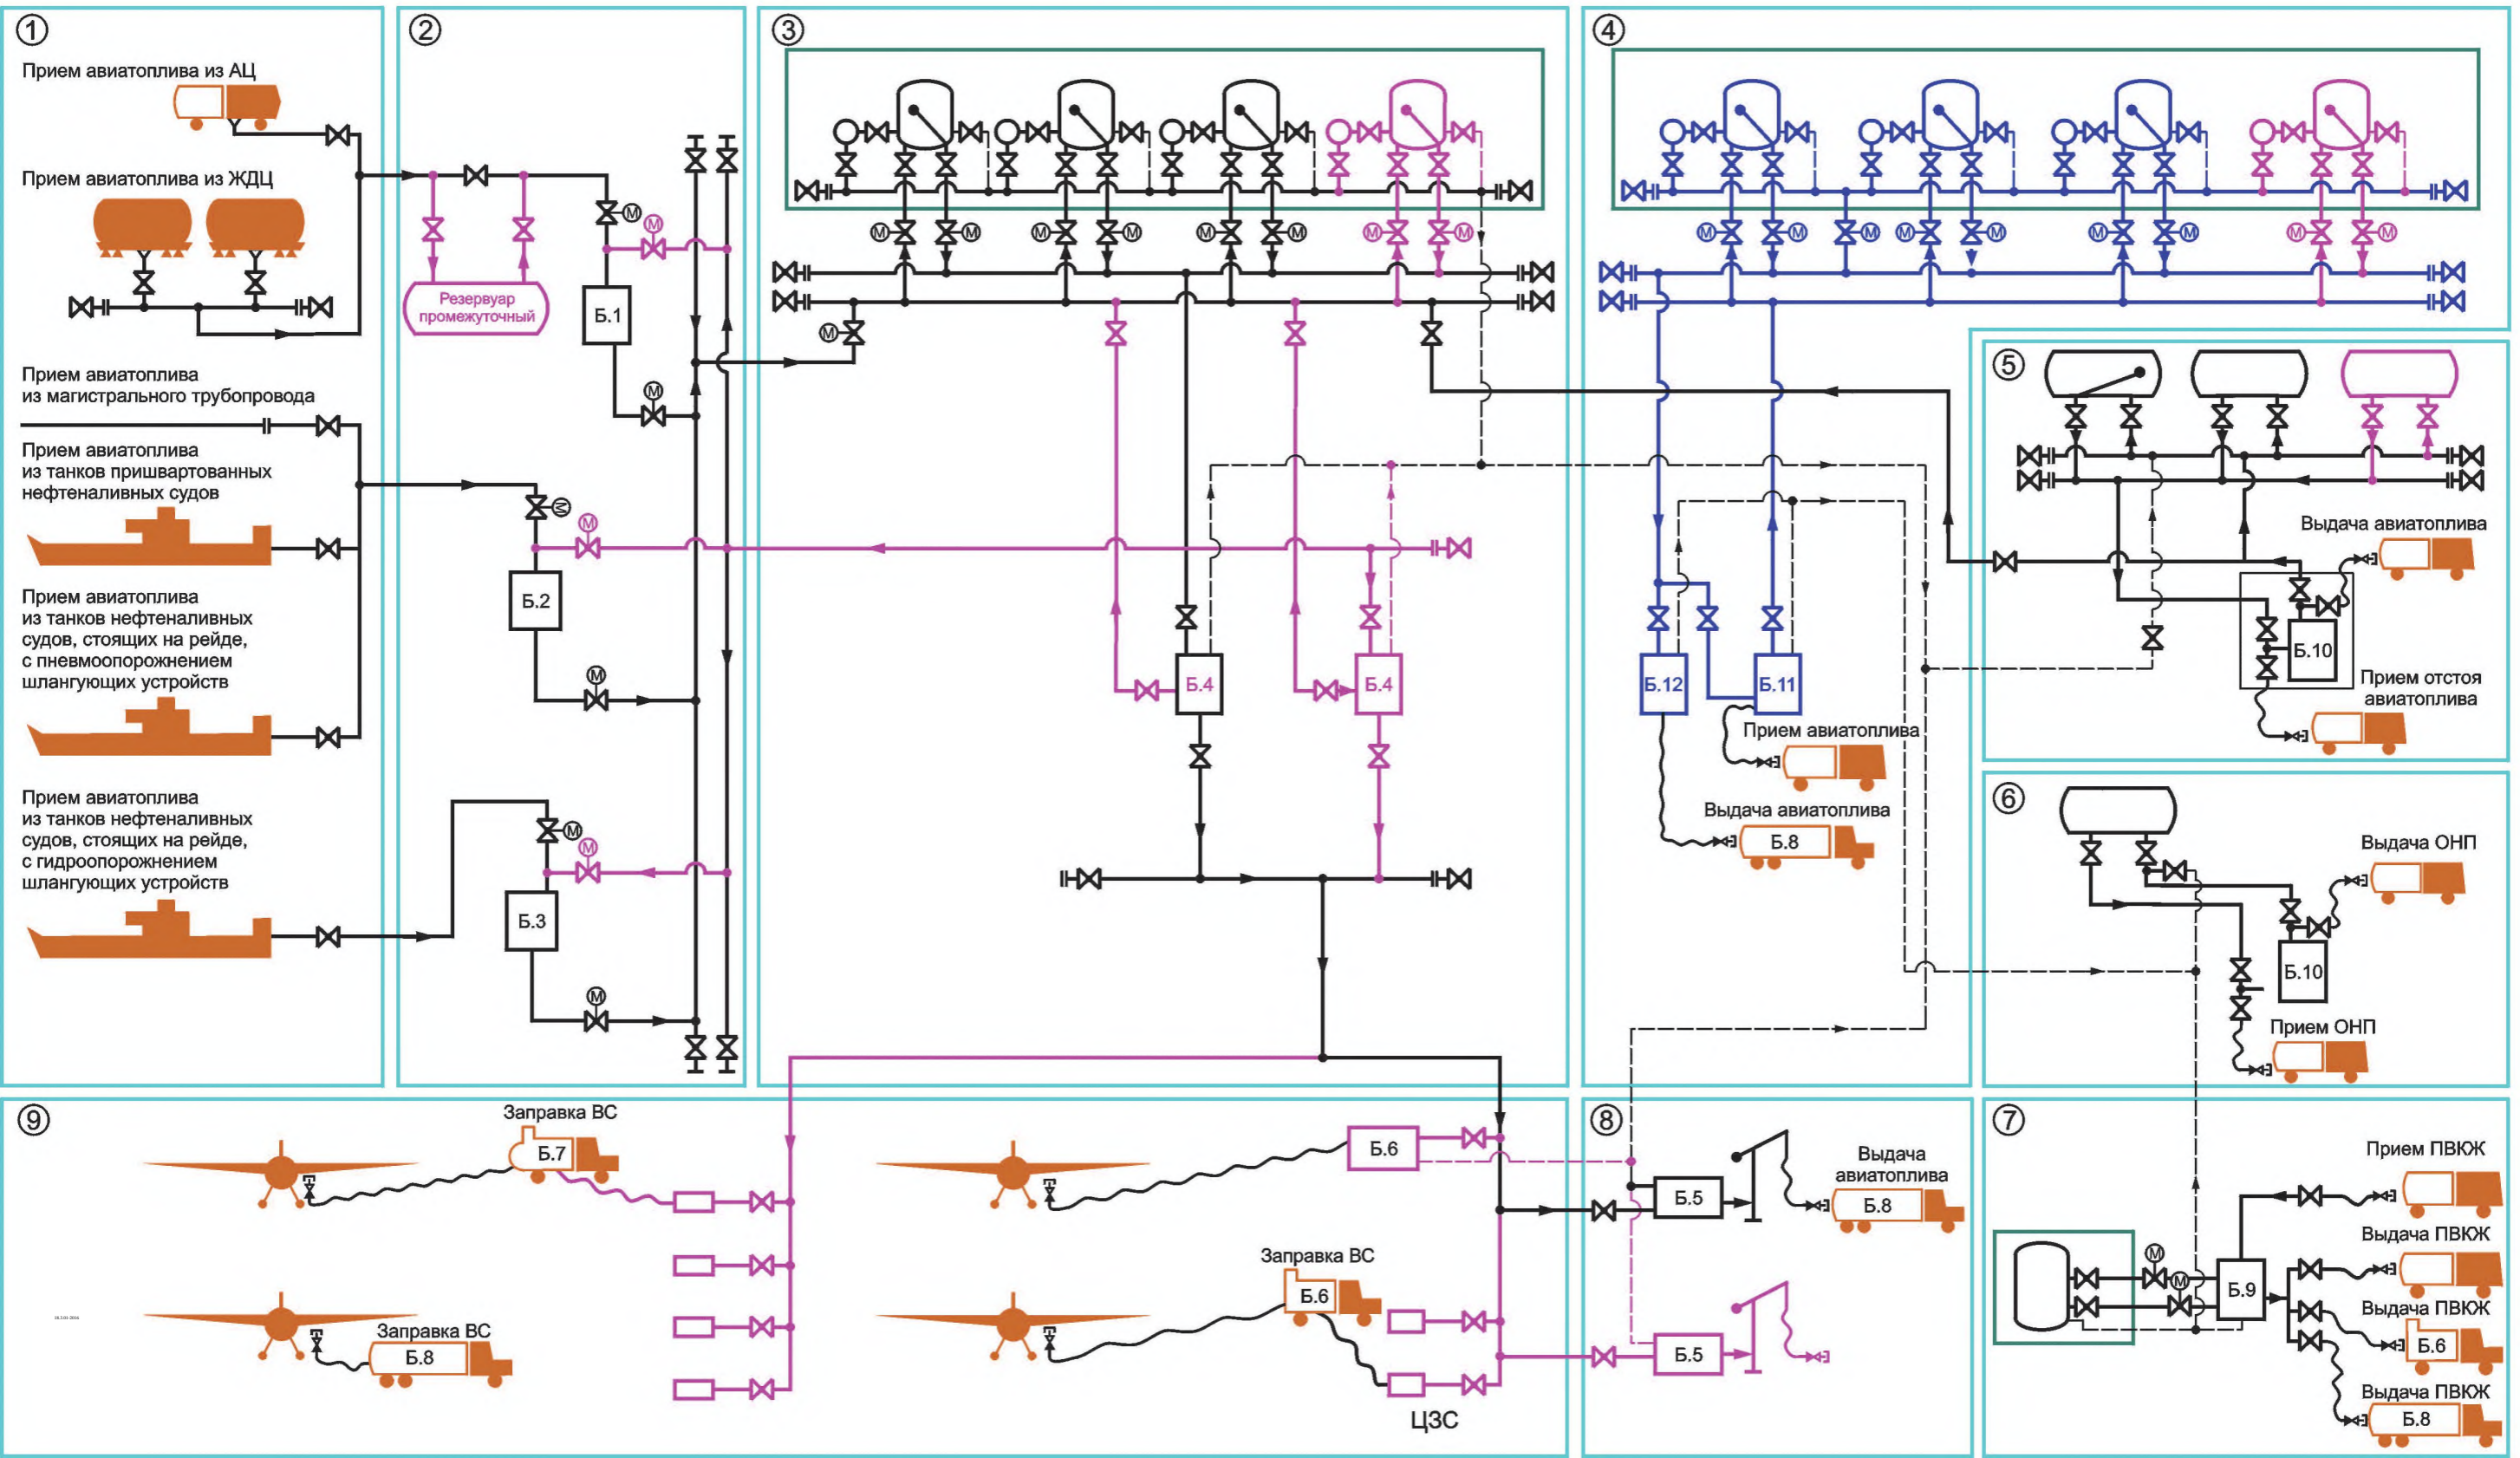 1
Прием авиатоплива из АЦ
Прием авиатоплива из ЖДЦ
Прием авиатоплива
из магистрального трубопровода
Прием авиатоплива
из танков пришвартованных
нефтеналивных судов
Прием авиатоплива
из танков нефтеналивных
судов, стоящих на рейде,
с пневмоопорожнением
шлангующих устройств
Прием авиатоплива
из танков нефтеналивных
судов, стоящих на рейде,
с гидроопорожнением
шлангующих устройств
2
М
М
Резервуар
промежуточный
Б.1
М
М
М
Б.2
М
М
М
Б.3
М
3
М
М
М
М
М
М
М
М
М
Б.4
Б.4
4
М
М
М
М
М
М
М
М
М
Б.12
Б.11
Прием авиатоплива
Выдача авиатоплива
Б.8
5
Выдача авиатоплива
Б.10
Прием отстоя
авиатоплива
6
Выдача ОНП
Б.10
Прием ОНП
7
Прием ПВКЖ
Выдача ПВКЖ
М
М
Б.9
Выдача ПВКЖ
Б.6
Выдача ПВКЖ
Б.8
8
Выдача
авиатоплива
Б.5
Б.8
Б.5
9
Заправка ВС
Б.7
Б.6
Заправка ВС
Б.6
Заправка ВС
Б.8
ЦЗС